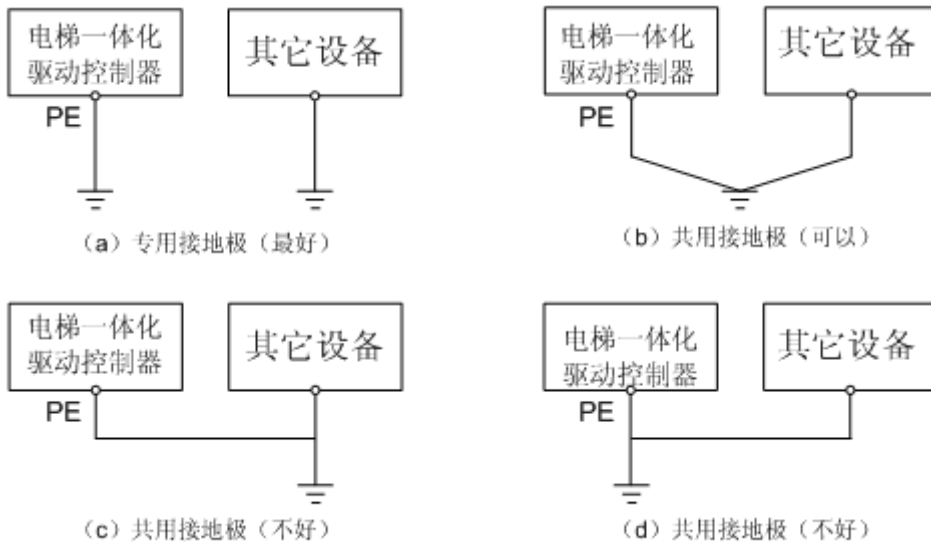 电梯一体化
驱动控制器
其它设备
PE
（a）专用接地极（最好）
电梯一体化
驱动控制器
其它设备
PE
（b）共用接地极（可以）
电梯一体化
驱动控制器
其它设备
PE
（c）共用接地极（不好）
电梯一体化
驱动控制器
其它设备
PE
（d）共用接地极（不好）